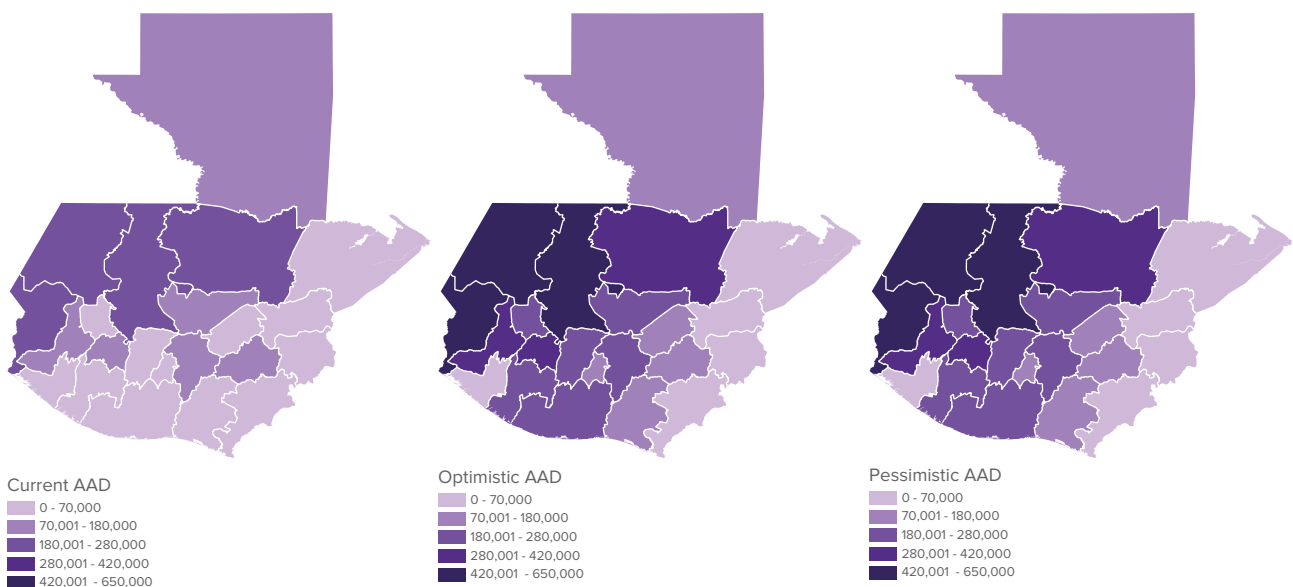 Current AAD
0 - 70,000
70,001 - 180,000
180,001 - 280,000
280,001 - 420,000
420,001 - 650,000
Optimistic AAD
0 - 70,000
70,001 - 180,000
180,001 - 280,000
280,001 - 420,000
420,001 - 650,000
Pessimistic AAD
0 - 70,000
70,001 - 180,000
180,001 - 280,000
280,001 - 420,000
420,001 - 650,000